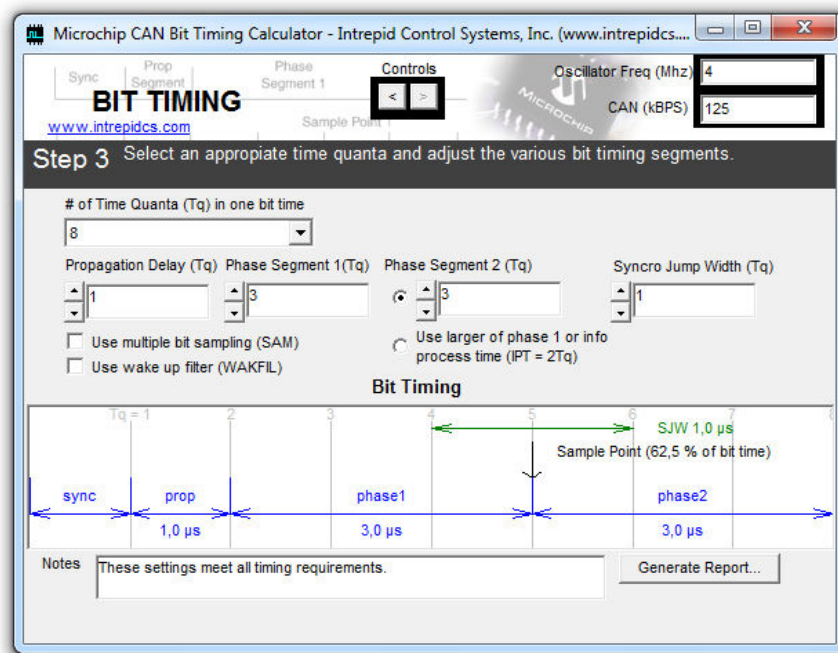 Microchip CAN Bit Timing Calculator - Intrepid Control Systems, Inc. (www.intrepidcs....
Sync
Prop Segment
Phase Segment 1
Sample Point
BIT TIMING
www.intrepidcs.com
Controls
< >
MICROCHIP
Oscillator Freq (Mhz) 4
CAN (kBPS) 125
Step 3 Select an appropiate time quanta and adjust the various bit timing segments.
# of Time Quanta (Tq) in one bit time
8
Propagation Delay (Tq) Phase Segment 1(Tq) Phase Segment 2 (Tq) Syncro Jump Width (Tq)
1 3 3 1
Use multiple bit sampling (SAM)
Use wake up filter (WAKFIL)
Use larger of phase 1 or info
process time (IPT = 2Tq)
Bit Timing
Tq = 1 2 3 4 5 6 7 8
SJW 1,0 µs
Sample Point (62,5 % of bit time)
sync prop phase1 phase2
1,0 µs 3,0 µs 3,0 µs
Notes These settings meet all timing requirements.
Generate Report...